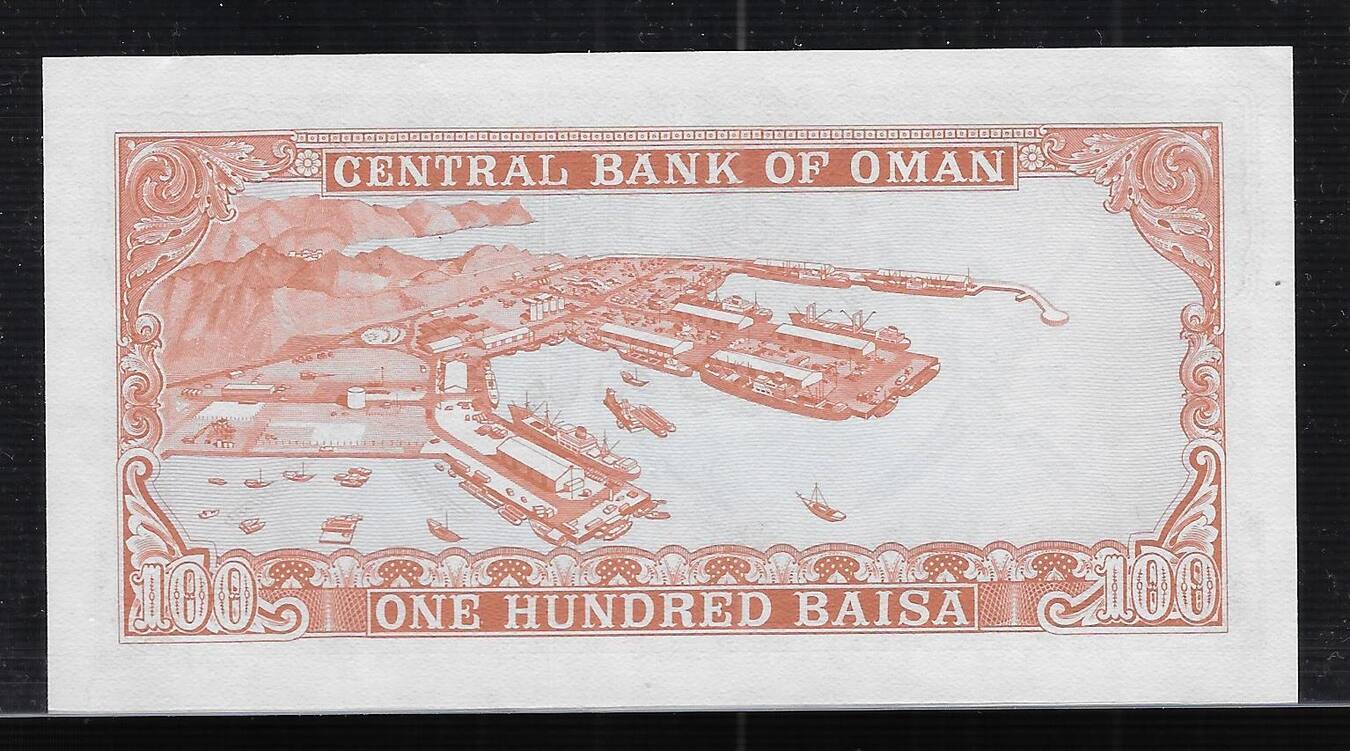 CENTRAL BANK OF OMAN
100 ONE HUNDRED BAISA 100